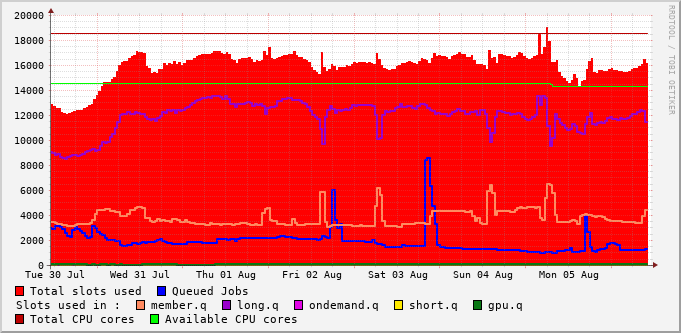 20000
18000
16000
14000
12000
10000
8000
6000
4000
2000
0
Tue 30 Jul Wed 31 Jul Thu 01 Aug Fri 02 Aug Sat 03 Aug Sun 04 Aug Mon 05 Aug
RRDTOOL / TOBI OETIKER
Total slots used Queued Jobs
Slots used in : member.q long.q ondemand.q short.q gpu.q
Total CPU cores Available CPU cores